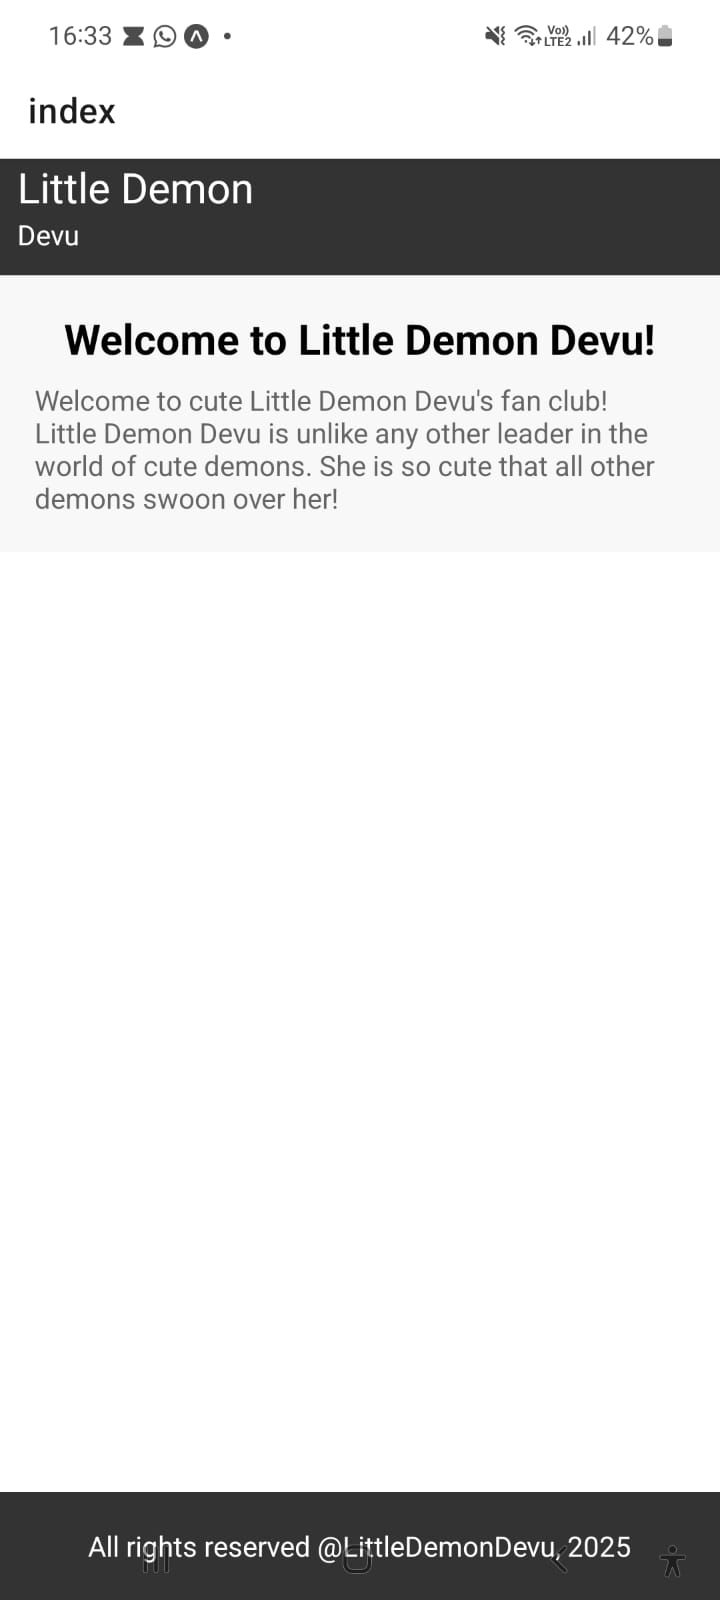 16:33
Vo))
LTE2
42%
index
Little Demon
Devu
Welcome to Little Demon Devu!
Welcome to cute Little Demon Devu's fan club!
Little Demon Devu is unlike any other leader in the
world of cute demons. She is so cute that all other
demons swoon over her!
All rights reserved @LittleDemonDevu, 2025